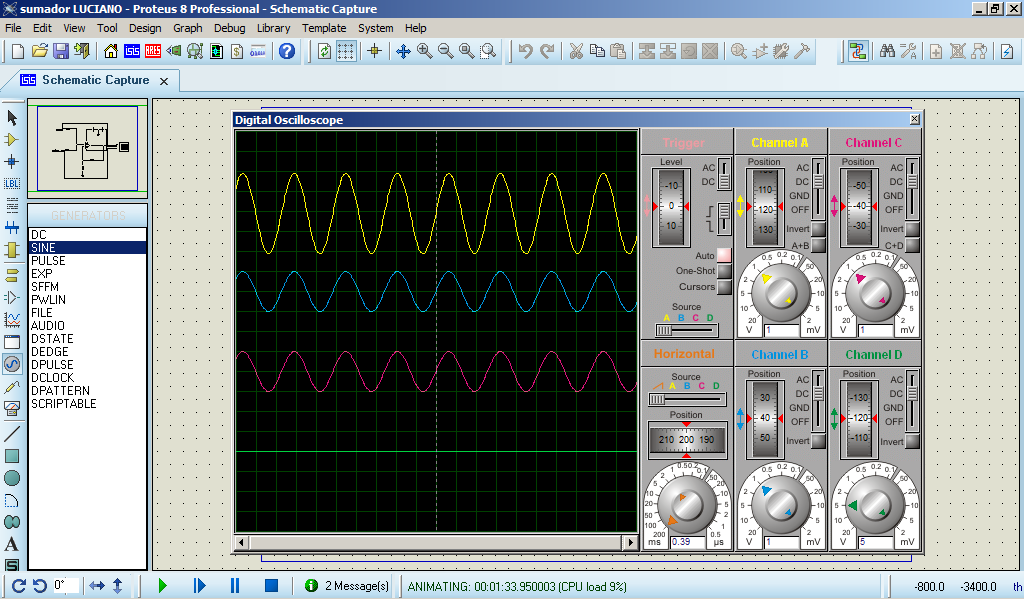 sumador LUCIANO - Proteus 8 Professional - Schematic Capture
File Edit View Tool Design Graph Debug Library Template System Help
Schematic Capture
Digital Oscilloscope
LBL
GENERATORS
DC
SINE
PULSE
EXP
SFFM
PWLIN
FILE
AUDIO
DSTATE
DEDGE
DPULSE
DCLOCK
DPATTERN
SCRIPTABLE
Trigger
Level
AC
DC
-10
0
10
Auto
One-Shot
Cursors
Source
A B C D
Channel A
Position
AC
DC
GND
OFF
Invert
A+B
110
-120
130
V 1 mV
Channel C
Position
AC
DC
GND
OFF
Invert
C+D
-50
-40
-30
V 1 mV
Horizontal
Source
A B C D
Position
210 200 190
ms 0.39 µs
Channel B
Position
AC
DC
GND
OFF
Invert
30
40
50
V 1 mV
Channel D
Position
AC
DC
GND
OFF
Invert
-130
-120
-110
V 5 mV
0°
2 Message(s)
ANIMATING: 00:01:33.950003 (CPU load 9%)
-800.0 -3400.0 th